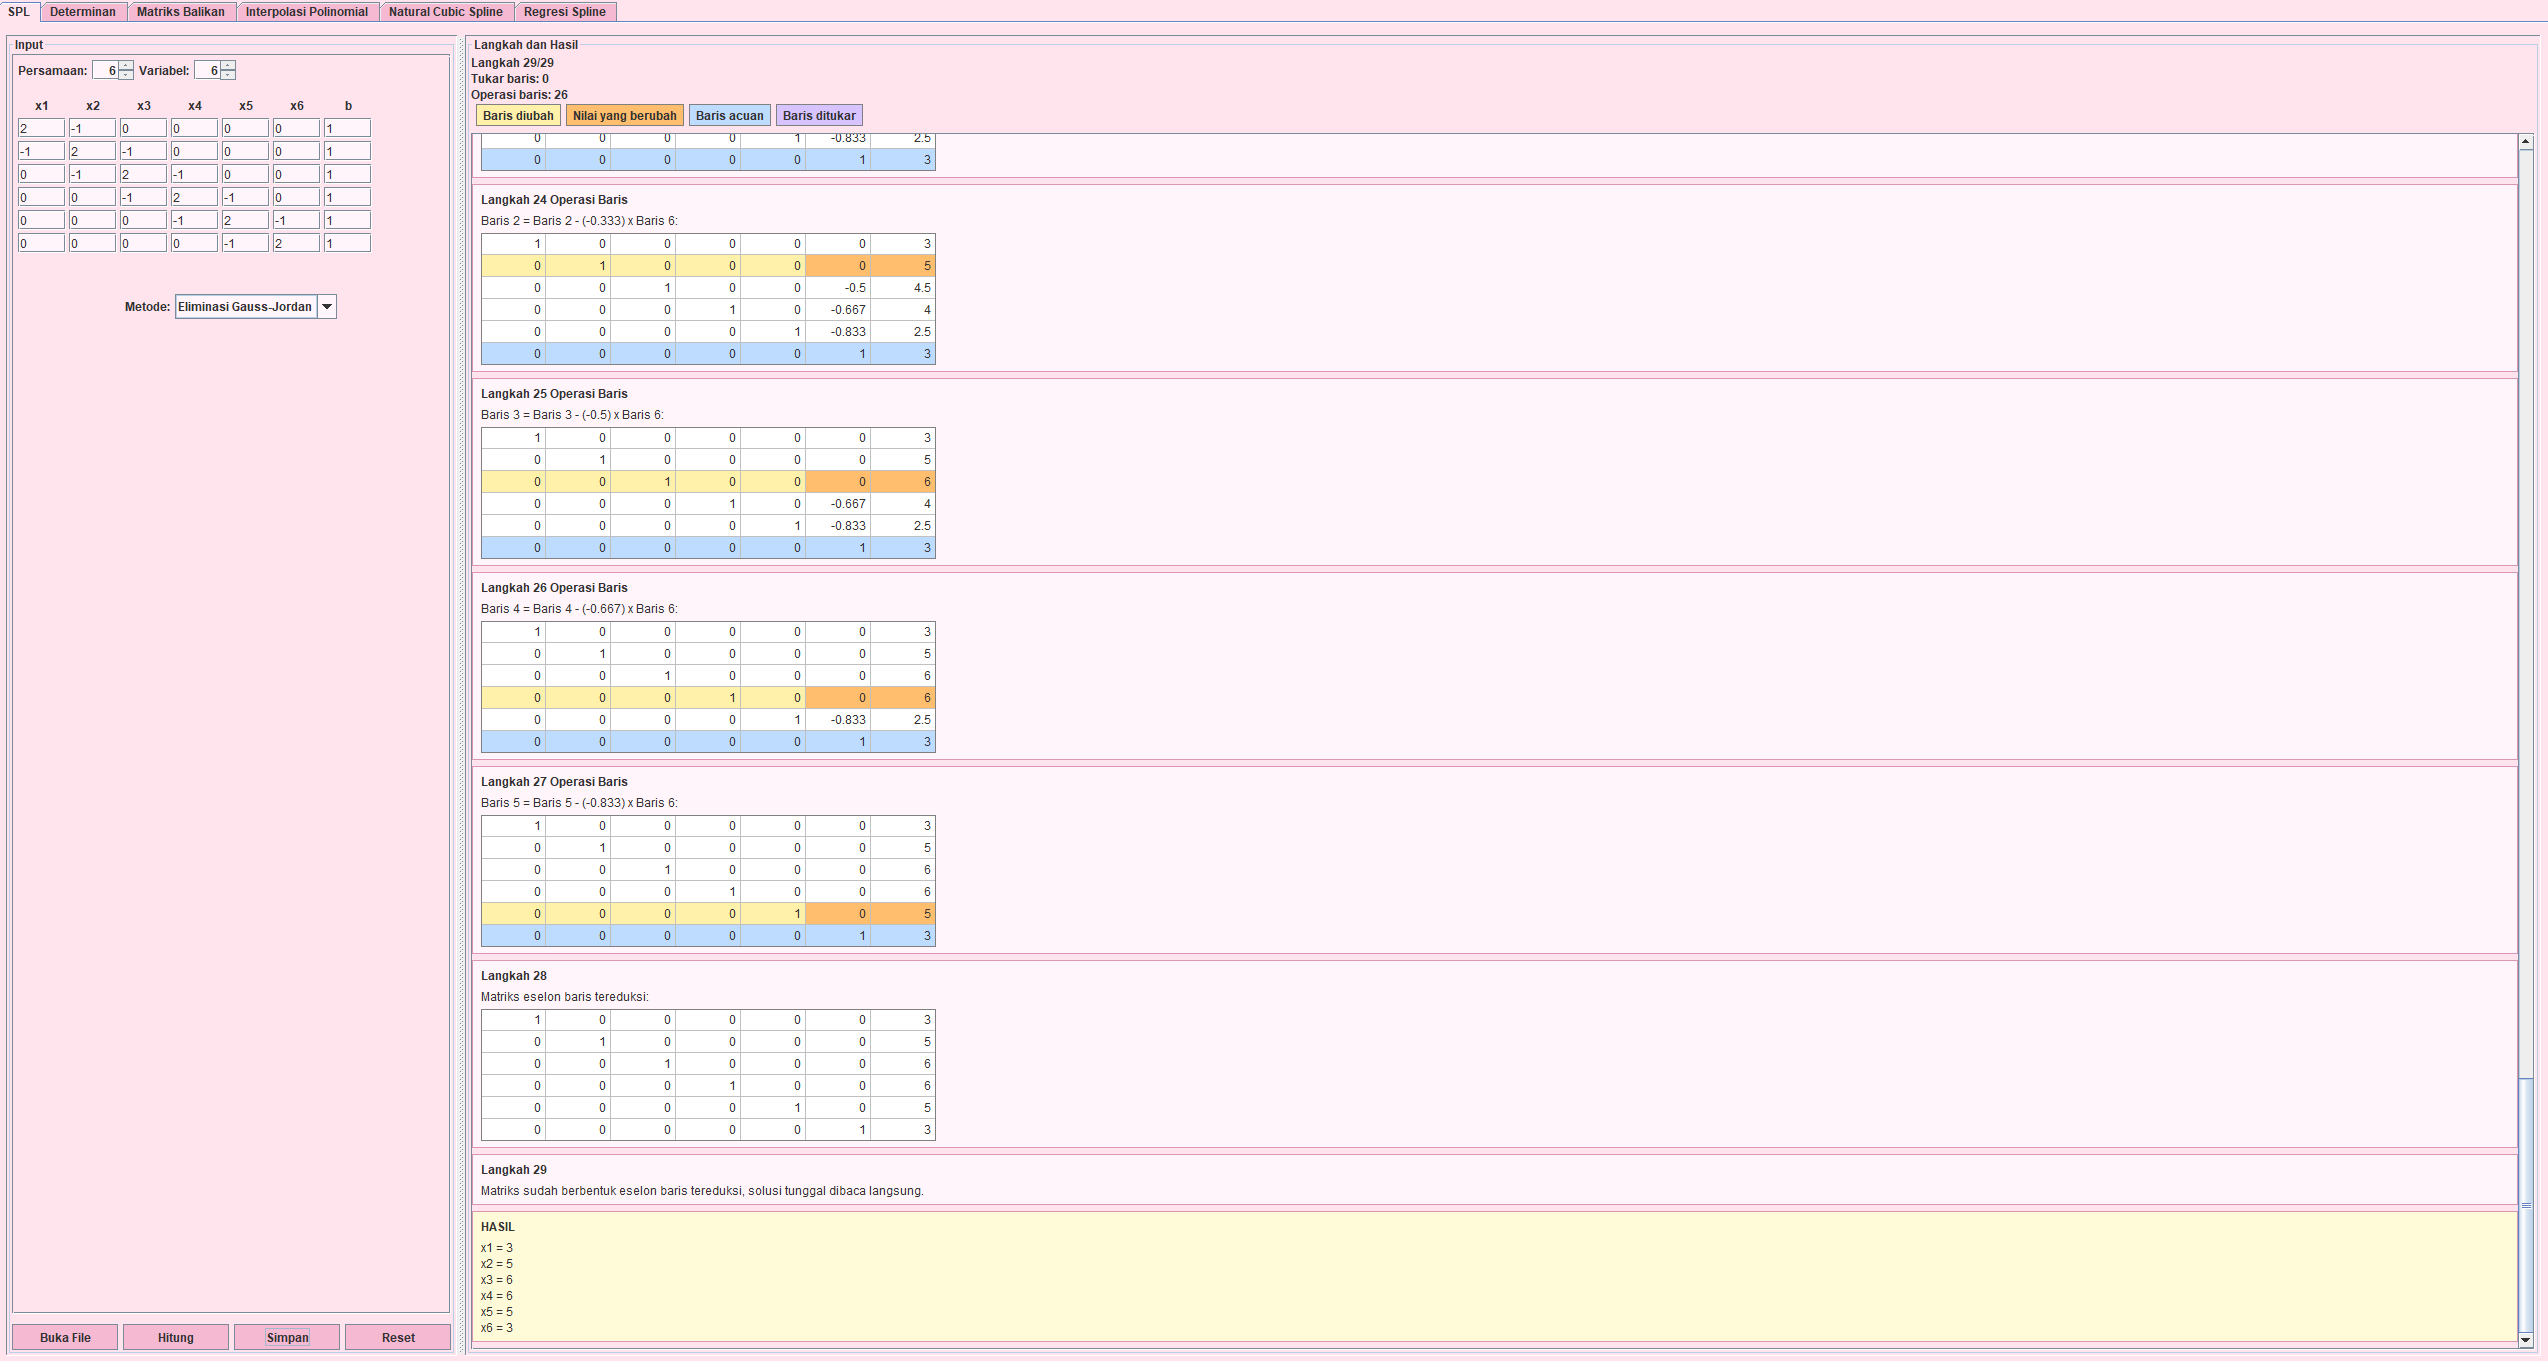 SPL Determinan Matriks Balikan Interpolasi Polinomial Natural Cubic Spline Regresi Spline
Input
Persamaan: 6 Variabel: 6
x1 x2 x3 x4 x5 x6 b
2 -1 0 0 0 0 1
-1 2 -1 0 0 0 1
0 -1 2 -1 0 0 1
0 0 -1 2 -1 0 1
0 0 0 -1 2 -1 1
0 0 0 0 -1 2 1
Metode: Eliminasi Gauss-Jordan
Buka File Hitung Simpan Reset
Langkah dan Hasil
Langkah 29/29
Tukar baris: 0
Operasi baris: 26
Baris diubah Nilai yang berubah Baris acuan Baris ditukar
0 0 0 0 1 -0.833 2.5
0 0 0 0 0 1 3
Langkah 24 Operasi Baris
Baris 2 = Baris 2 - (-0.333) x Baris 6:
1 0 0 0 0 0 3
0 1 0 0 0 0 5
0 0 1 0 0 -0.5 4.5
0 0 0 1 0 -0.667 4
0 0 0 0 1 -0.833 2.5
0 0 0 0 0 1 3
Langkah 25 Operasi Baris
Baris 3 = Baris 3 - (-0.5) x Baris 6:
1 0 0 0 0 0 3
0 1 0 0 0 0 5
0 0 1 0 0 0 6
0 0 0 1 0 -0.667 4
0 0 0 0 1 -0.833 2.5
0 0 0 0 0 1 3
Langkah 26 Operasi Baris
Baris 4 = Baris 4 - (-0.667) x Baris 6:
1 0 0 0 0 0 3
0 1 0 0 0 0 5
0 0 1 0 0 0 6
0 0 0 1 0 0 6
0 0 0 0 1 -0.833 2.5
0 0 0 0 0 1 3
Langkah 27 Operasi Baris
Baris 5 = Baris 5 - (-0.833) x Baris 6:
1 0 0 0 0 0 3
0 1 0 0 0 0 5
0 0 1 0 0 0 6
0 0 0 1 0 0 6
0 0 0 0 1 0 5
0 0 0 0 0 1 3
Langkah 28
Matriks eselon baris tereduksi:
1 0 0 0 0 0 3
0 1 0 0 0 0 5
0 0 1 0 0 0 6
0 0 0 1 0 0 6
0 0 0 0 1 0 5
0 0 0 0 0 1 3
Langkah 29
Matriks sudah berbentuk eselon baris tereduksi, solusi tunggal dibaca langsung.
HASIL
x1 = 3
x2 = 5
x3 = 6
x4 = 6
x5 = 5
x6 = 3